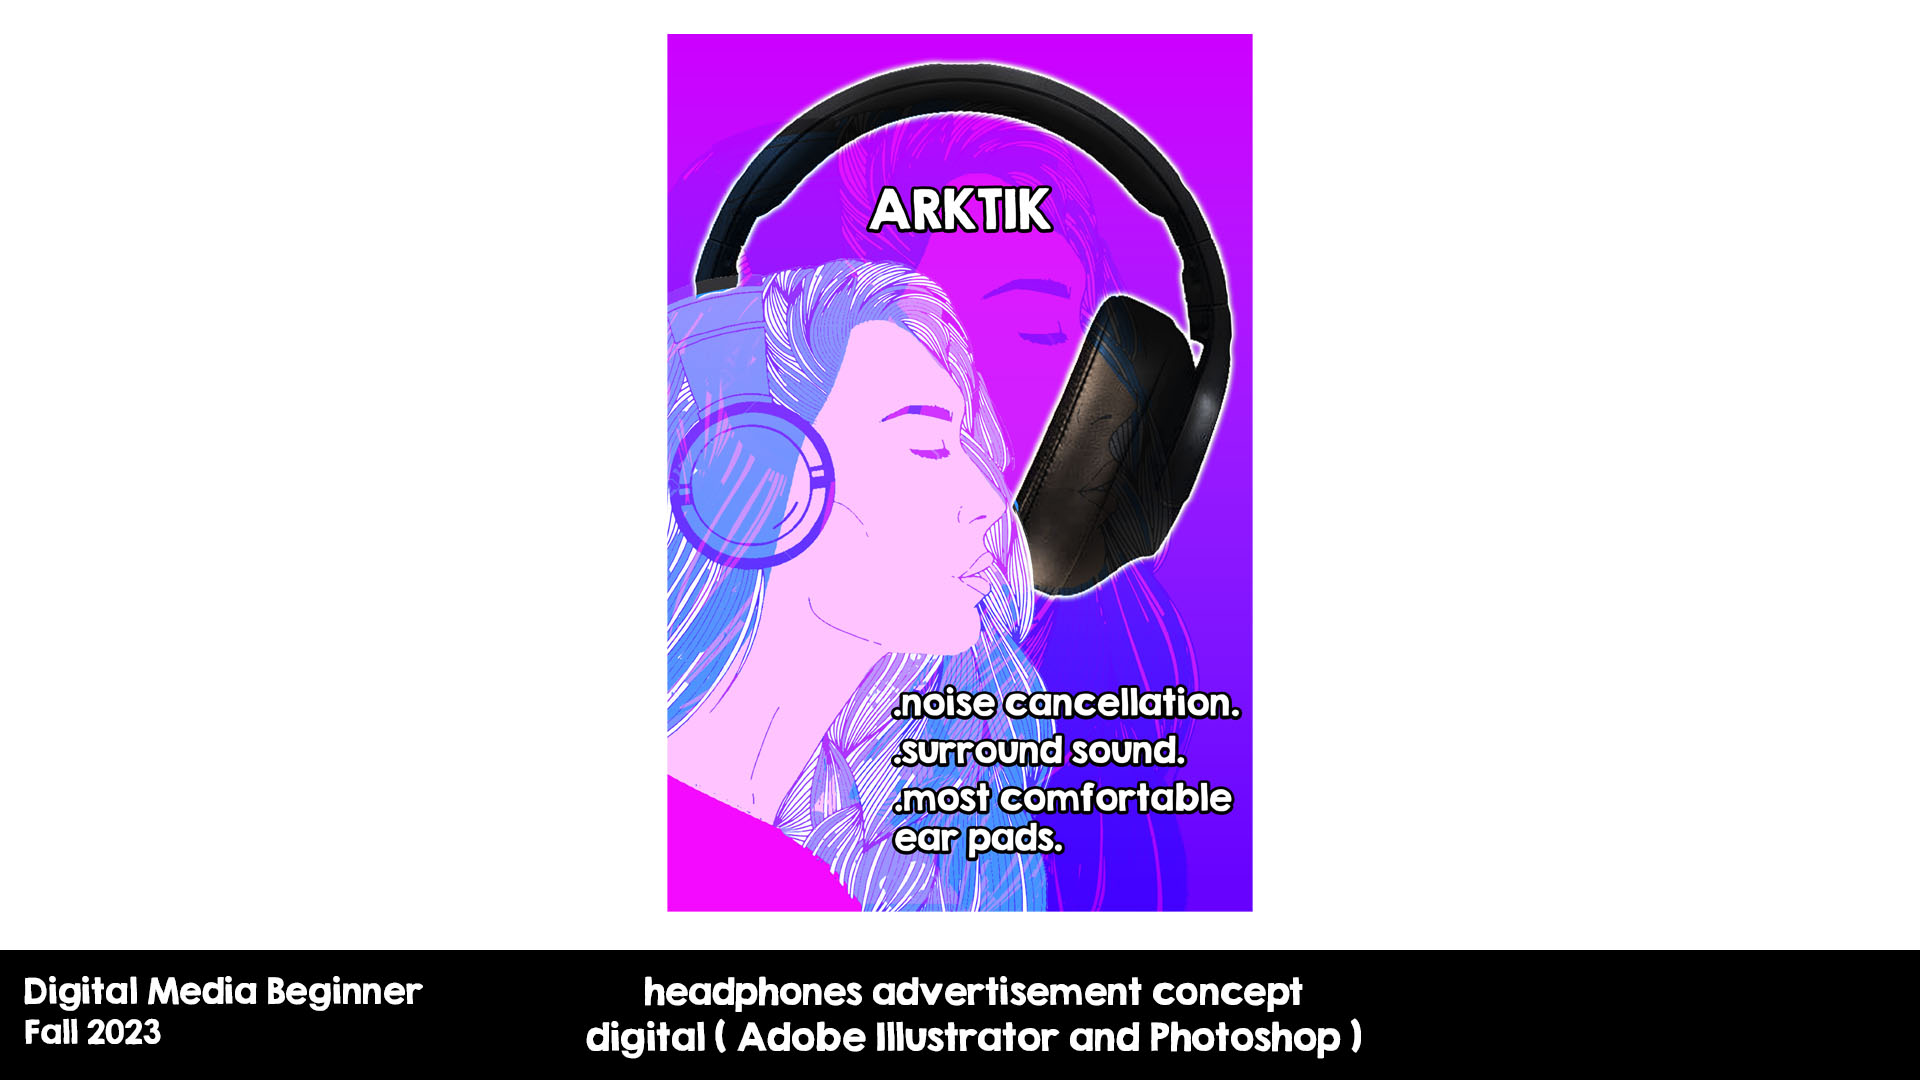 ARKTIK
.noise cancellation.
.surround sound.
.most comfortable
ear pads.
Digital Media Beginner
Fall 2023
headphones advertisement concept
digital ( Adobe Illustrator and Photoshop )